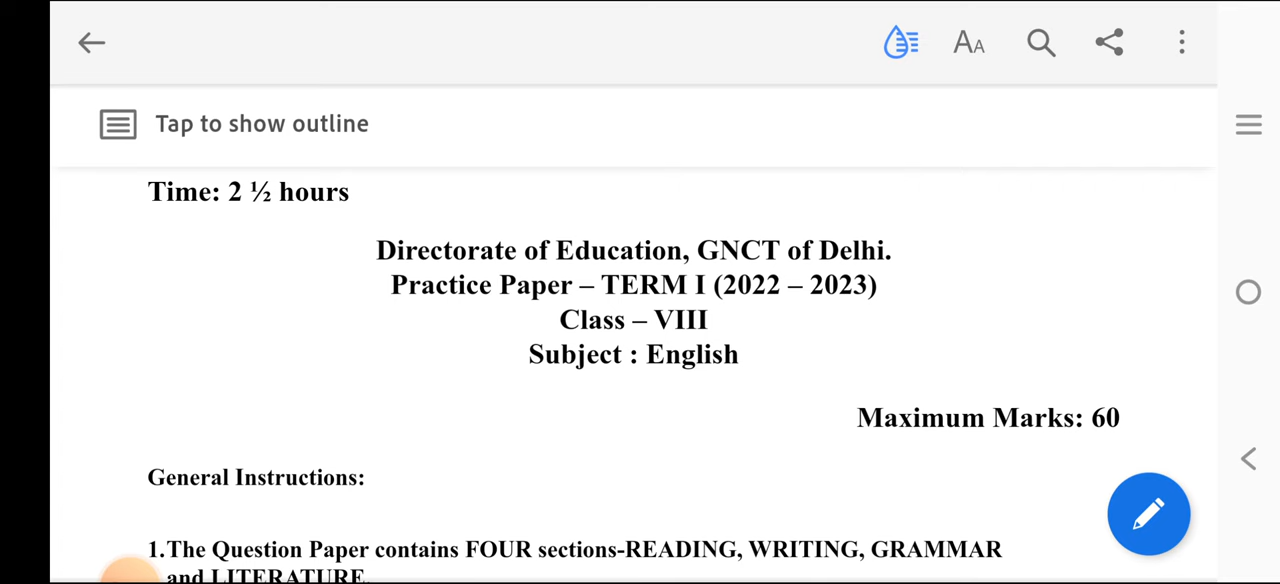 AA
Tap to show outline
Time: 2 ½ hours
Directorate of Education, GNCT of Delhi.
Practice Paper – TERM I (2022 – 2023)
Class – VIII
Subject : English
Maximum Marks: 60
General Instructions:
1.The Question Paper contains FOUR sections-READING, WRITING, GRAMMAR
and LITERATURE.